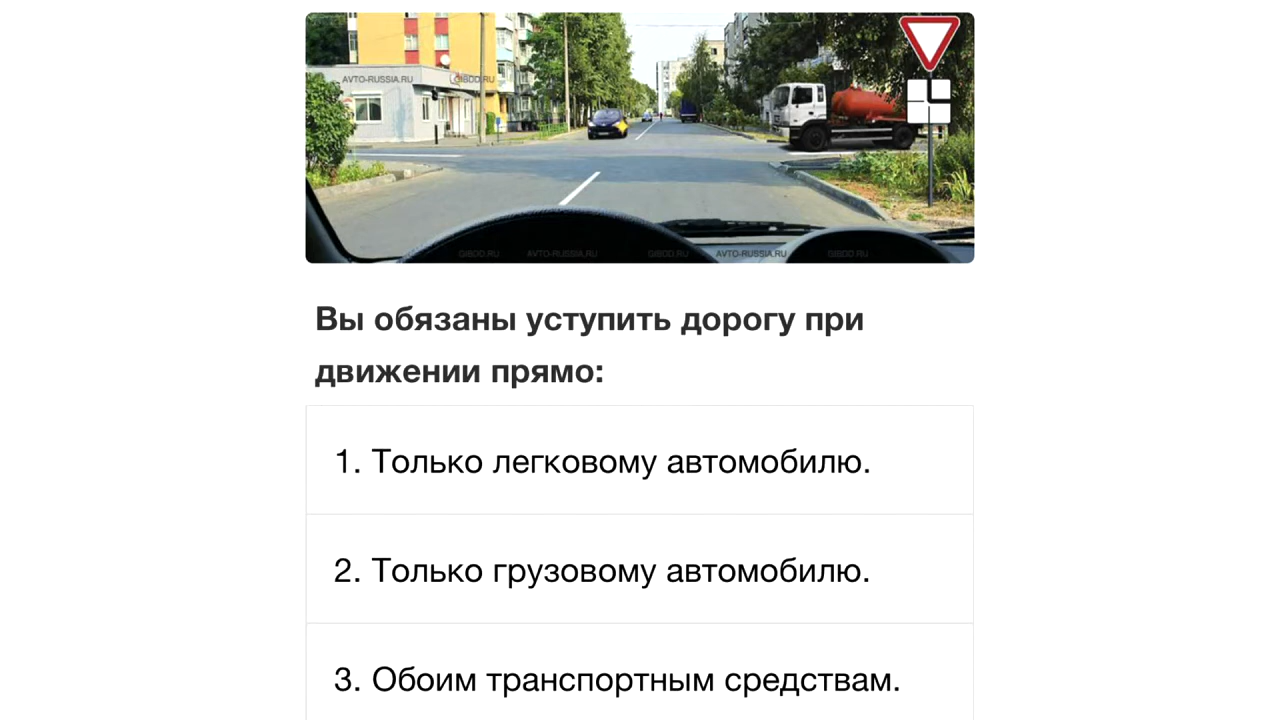 AVTO-RUSSIA.RU GIBDD.RU
GIBDD.RU AVTO-RUSSIA.RU GIBDD.RU AVTO-RUSSIA.RU GIBDD.RU
Вы обязаны уступить дорогу при
движении прямо:
1. Только легковому автомобилю.
2. Только грузовому автомобилю.
3. Обоим транспортным средствам.